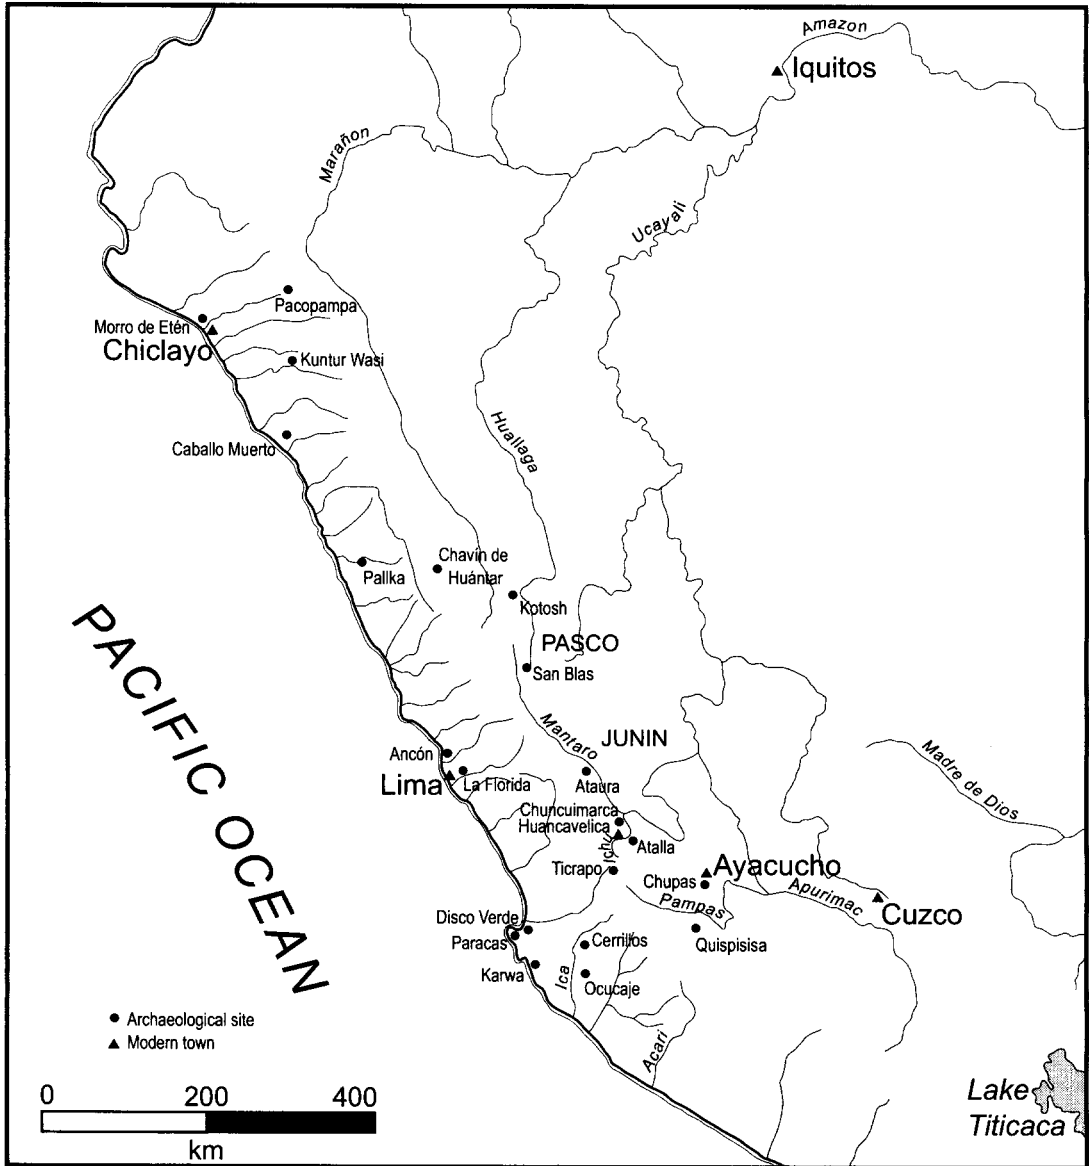 Amazon
Iquitos
Marañon
Ucayali
Pacopampa
Morro de Etén
Chiclayo
Kuntur Wasi
Huallaga
Caballo Muerto
Chavín de
Huántar
Pallka
Kotosh
PACIFIC OCEAN
PASCO
San Blas
Mantaro
JUNIN
Madre de Dios
Ancón
Lima
La Florida
Ataura
Chuncuimarca
Huancavelica
Ichu
Atalla
Ticrapo
Ayacucho
Chupas
Apurimac
Pampas
Cuzco
Disco Verde
Paracas
Cerrillos
Quispisisa
Karwa
Ica
Ocucaje
Acari
Archaeological site
Modern town
0 200 400
km
Lake
Titicaca